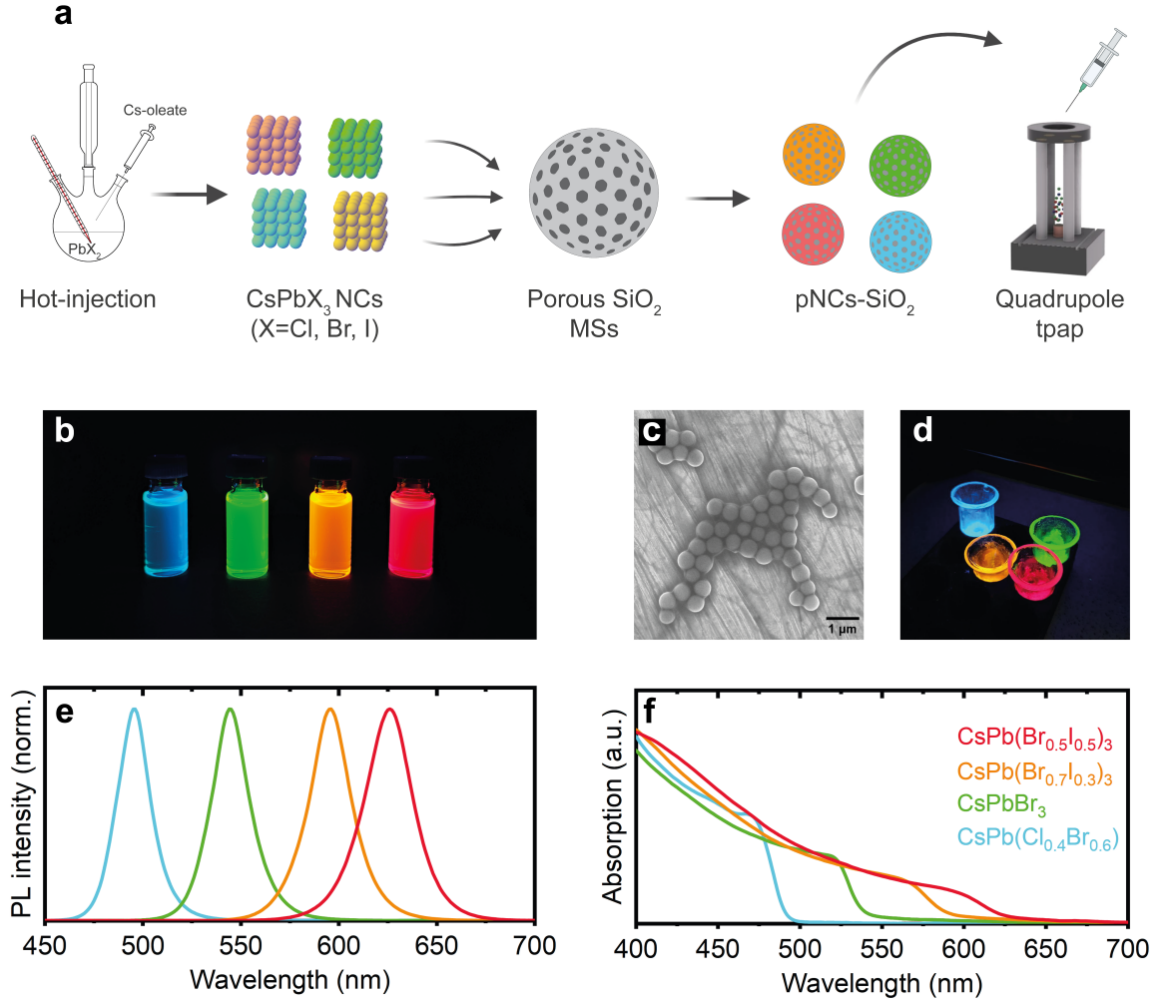 a
Cs-oleate
PbX₂
Hot-injection
CsPbX₃ NCs
(X=Cl, Br, I)
Porous SiO₂
MSs
pNCs-SiO₂
Quadrupole
tpap
b
c
1 µm
d
e
PL intensity (norm.)
450 500 550 600 650 700
Wavelength (nm)
f
Absorption (a.u.)
CsPb(Br₀.₅I₀.₅)₃
CsPb(Br₀.₇I₀.₃)₃
CsPbBr₃
CsPb(Cl₀.₄Br₀.₆)
400 450 500 550 600 650 700
Wavelength (nm)